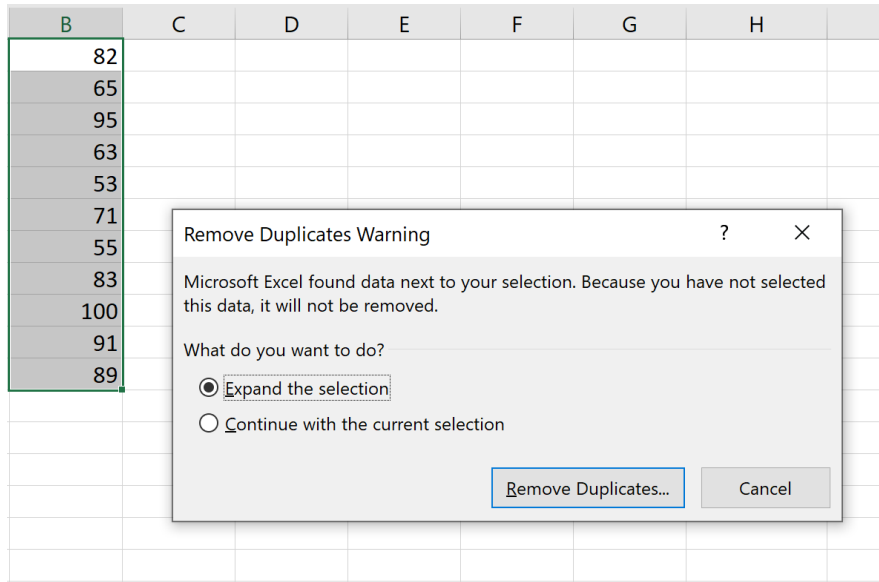 B C D E F G H
82
65
95
63
53
71
55
83
100
91
89
Remove Duplicates Warning ?
Microsoft Excel found data next to your selection. Because you have not selected
this data, it will not be removed.
What do you want to do?
Expand the selection
Continue with the current selection
Remove Duplicates... Cancel